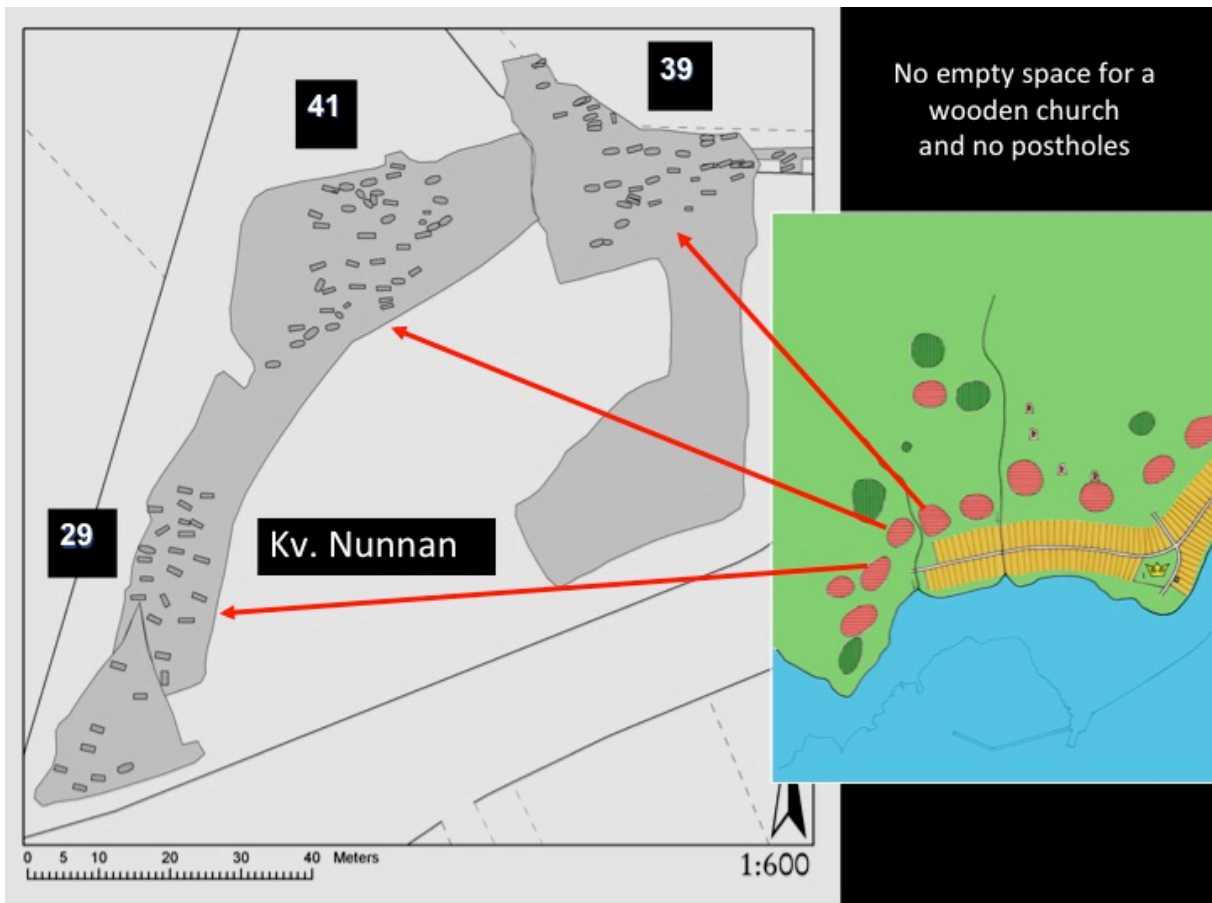 41
39
No empty space for a
wooden church
and no postholes
29
Kv. Nunnan
0 5 10 20 30 40 Meters
1:600